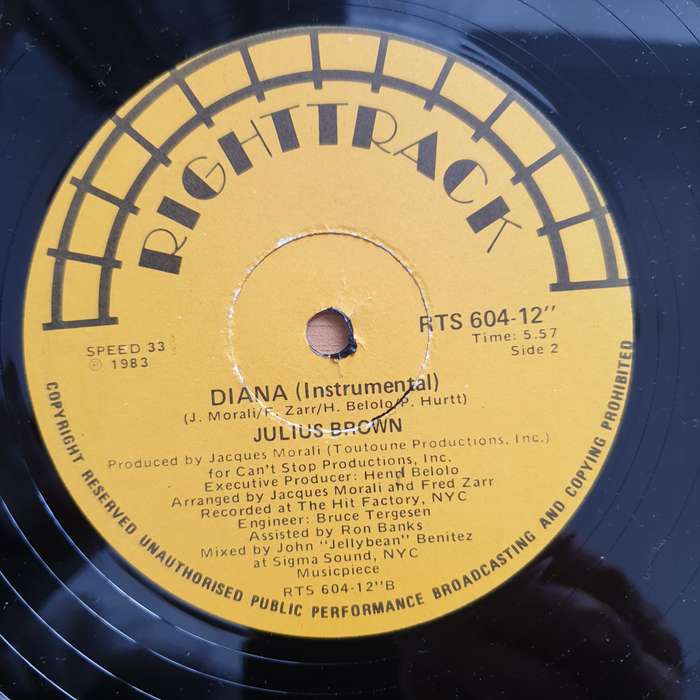 RIGHTTRACK
RTS 604-12"
Time: 5.57
Side 2
SPEED 33
℗ 1983
DIANA (Instrumental)
(J. Morali/F. Zarr/H. Belolo/P. Hurtt)
JULIUS BROWN
Produced by Jacques Morali (Toutoune Productions, Inc.)
for Can't Stop Productions, Inc.
Executive Producer: Henri Belolo
Arranged by Jacques Morali and Fred Zarr
Recorded at The Hit Factory, NYC
Engineer: Bruce Tergesen
Assisted by Ron Banks
Mixed by John "Jellybean" Benitez
at Sigma Sound, NYC
Musicpiece
RTS 604-12"B
COPYRIGHT RESERVED UNAUTHORISED PUBLIC PERFORMANCE BROADCASTING AND COPYING PROHIBITED